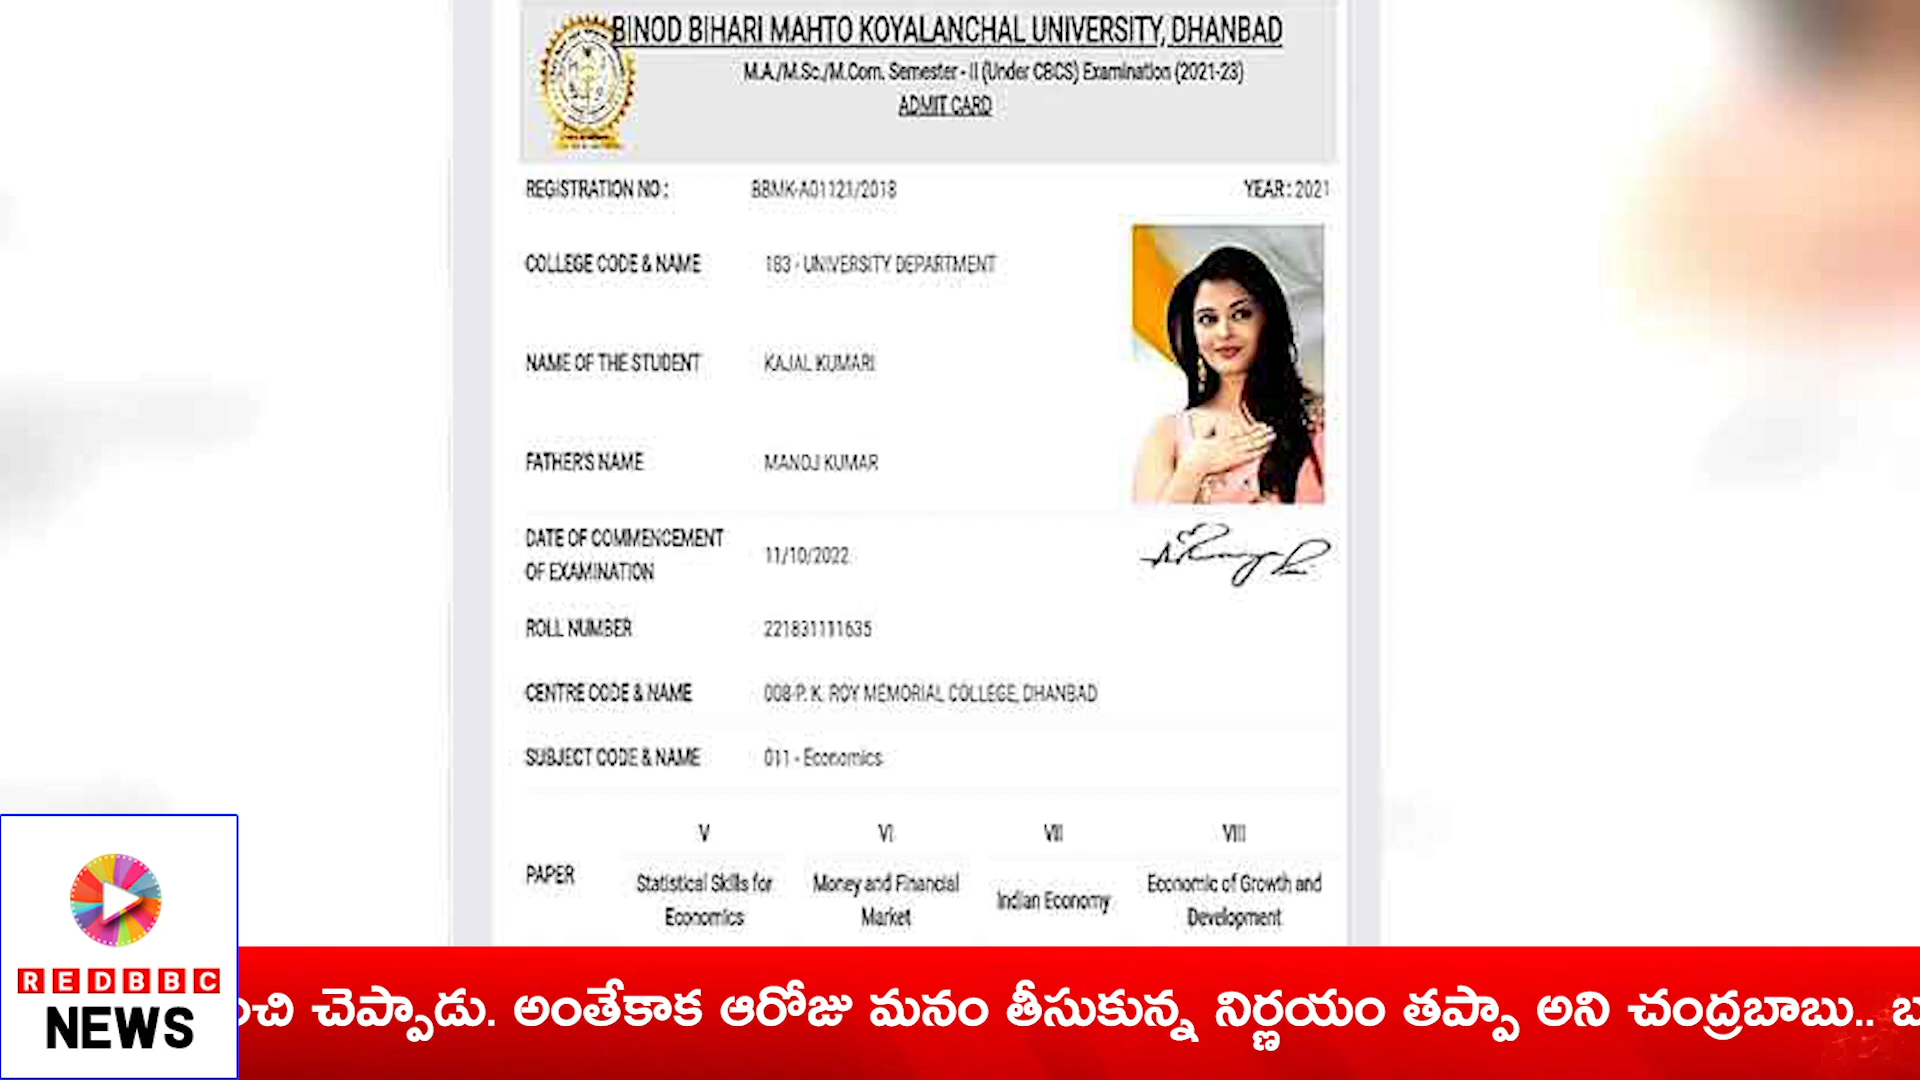 BINOD BIHARI MAHTO KOYALANCHAL UNIVERSITY, DHANBAD
M.A./M.Sc./M.Com. Semester - II (Under CBCS) Examination (2021-23)
ADMIT CARD
REGISTRATION NO : BBMK-A01121/2018 YEAR : 2021
COLLEGE CODE & NAME 183 - UNIVERSITY DEPARTMENT
NAME OF THE STUDENT KAJAL KUMARI
FATHER'S NAME MANOJ KUMAR
DATE OF COMMENCEMENT
OF EXAMINATION 11/10/2022
ROLL NUMBER 221831111635
CENTRE CODE & NAME 008-P. K. ROY MEMORIAL COLLEGE, DHANBAD
SUBJECT CODE & NAME 011 - Economics
V VI VII VIII
PAPER
Statistical Skills for Economics
Money and Financial Market
Indian Economy
Economic of Growth and Development
REDBBC
NEWS
చెప్పాడు. అంతేకాక ఆరోజు మనం తీసుకున్న నిర్ణయం తప్పా అని చంద్రబాబు..